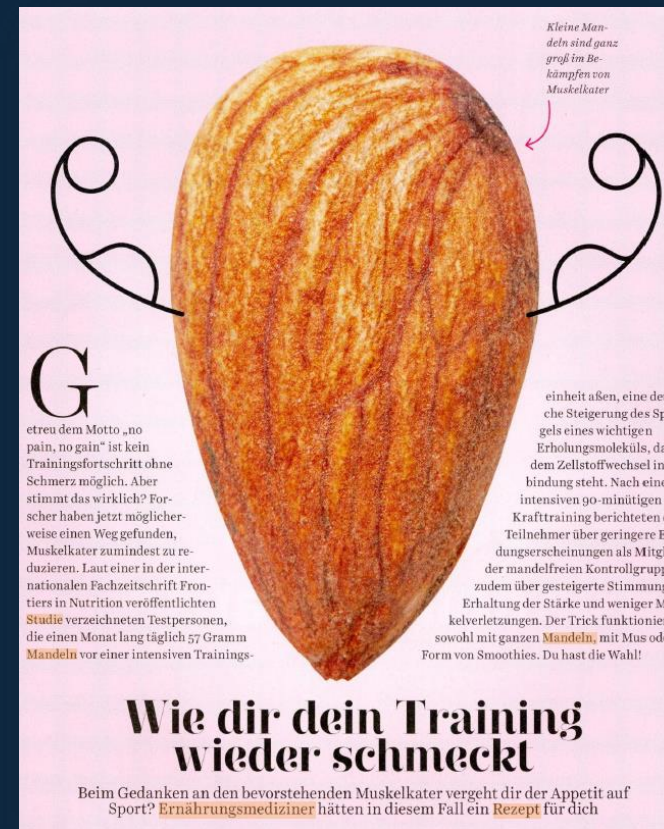 Kleine Man-
deln sind ganz
groß im Be-
kämpfen von
Muskelkater
Getreu dem Motto „no
pain, no gain“ ist kein
Trainingsfortschritt ohne
Schmerz möglich. Aber
stimmt das wirklich? For-
scher haben jetzt möglicher-
weise einen Weg gefunden,
Muskelkater zumindest zu re-
duzieren. Laut einer in der inter-
nationalen Fachzeitschrift Fron-
tiers in Nutrition veröffentlichten
Studie verzeichneten Testpersonen,
die einen Monat lang täglich 57 Gramm
Mandeln vor einer intensiven Trainings-
einheit aßen, eine
che Steigerung des
gels eines wichtigen
Erholungsmoleküls,
dem Zellstoffwechsel
bindung steht. Nach
intensiven 90-minütigen
Krafttraining berichteten
Teilnehmer über geringere
dungserscheinungen als
der mandelfreien
zudem über gesteigerte
Erhaltung der Stärke und weniger
kelverletzungen. Der Trick
sowohl mit ganzen Mandeln, mit Mus
Form von Smoothies. Du hast die Wahl!
Wie dir dein Training
wieder schmeckt
Beim Gedanken an den bevorstehenden Muskelkater vergeht dir der Appetit auf
Sport? Ernährungsmediziner hätten in diesem Fall ein Rezept für dich